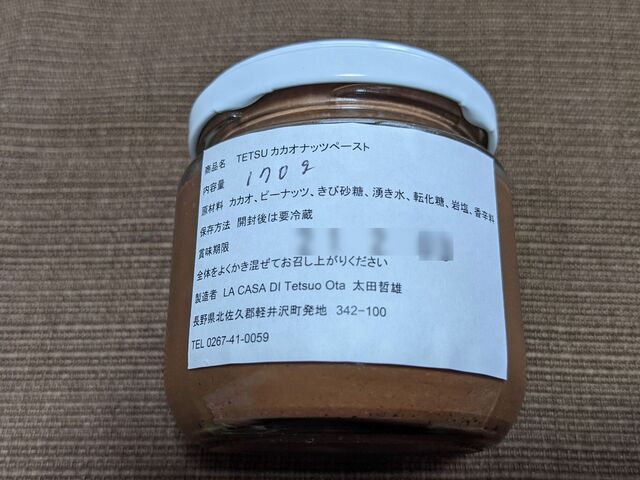 商品名 TETSU カカオナッツペースト
内容量 170g
原材料 カカオ、ピーナッツ、きび砂糖、湧き水、転化糖、岩塩、香辛料
保存方法 開封後は要冷蔵
賞味期限
全体をよくかき混ぜてお召し上がりください
製造者 LA CASA DI Tetsuo Ota 太田哲雄
長野県北佐久郡軽井沢町発地 342-100
TEL 0267-41-0059